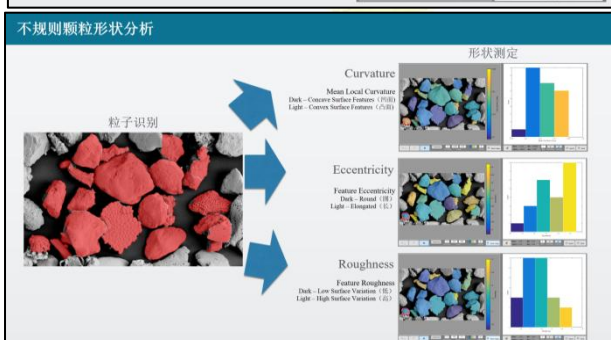 不规则颗粒形状分析
形状测定
粒子识别
Curvature
Mean Local Curvature
Dark – Concave Surface Features（凹面）
Light – Convex Surface Features（凸面）
Eccentricity
Feature Eccentricity
Dark – Round（圆）
Light – Elongated（长）
Roughness
Feature Roughness
Dark – Low Surface Variation（低）
Light – High Surface Variation（高）